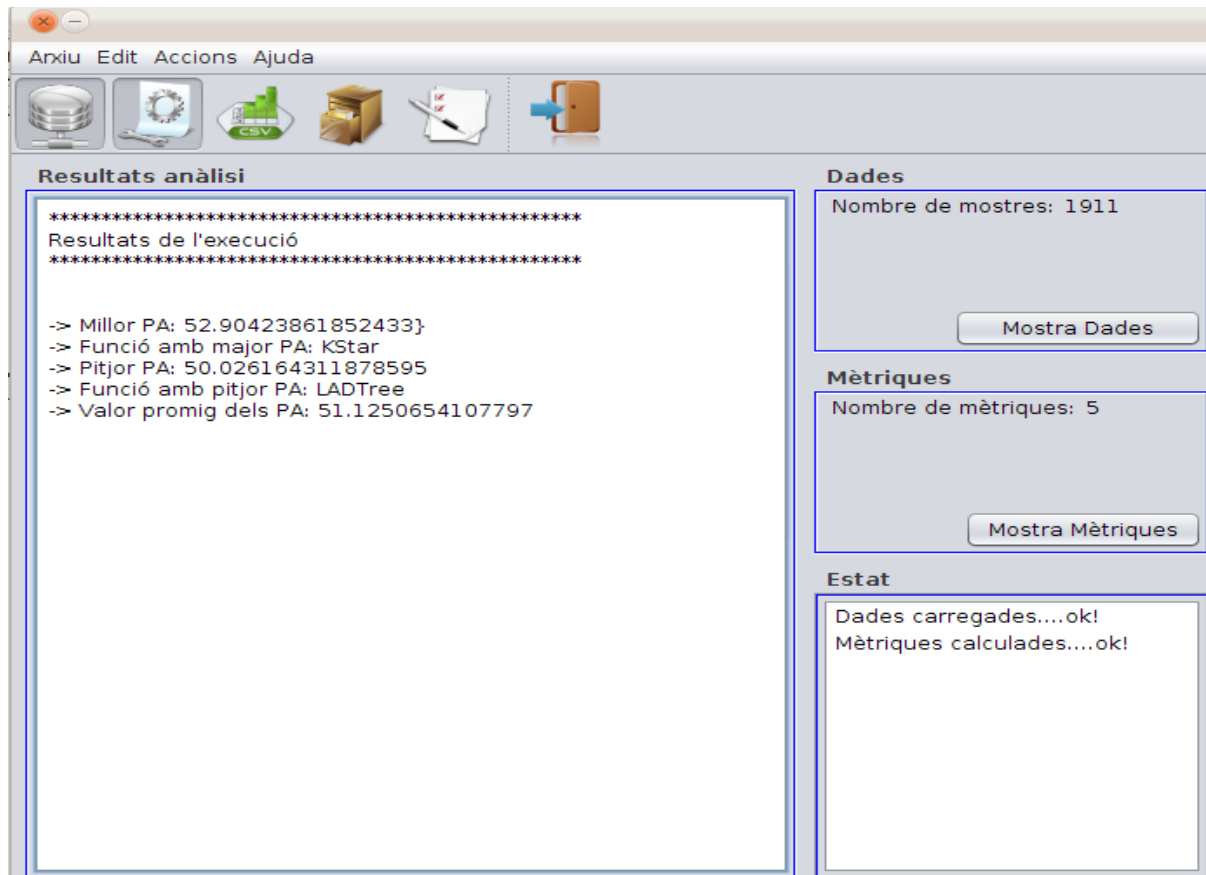 Arxiu Edit Accions Ajuda
CSV
Resultats anàlisi
***************************************************
Resultats de l'execució
***************************************************
-> Millor PA: 52.90423861852433}
-> Funció amb major PA: KStar
-> Pitjor PA: 50.026164311878595
-> Funció amb pitjor PA: LADTree
-> Valor promig dels PA: 51.1250654107797
Dades
Nombre de mostres: 1911
Mostra Dades
Mètriques
Nombre de mètriques: 5
Mostra Mètriques
Estat
Dades carregades....ok!
Mètriques calculades....ok!